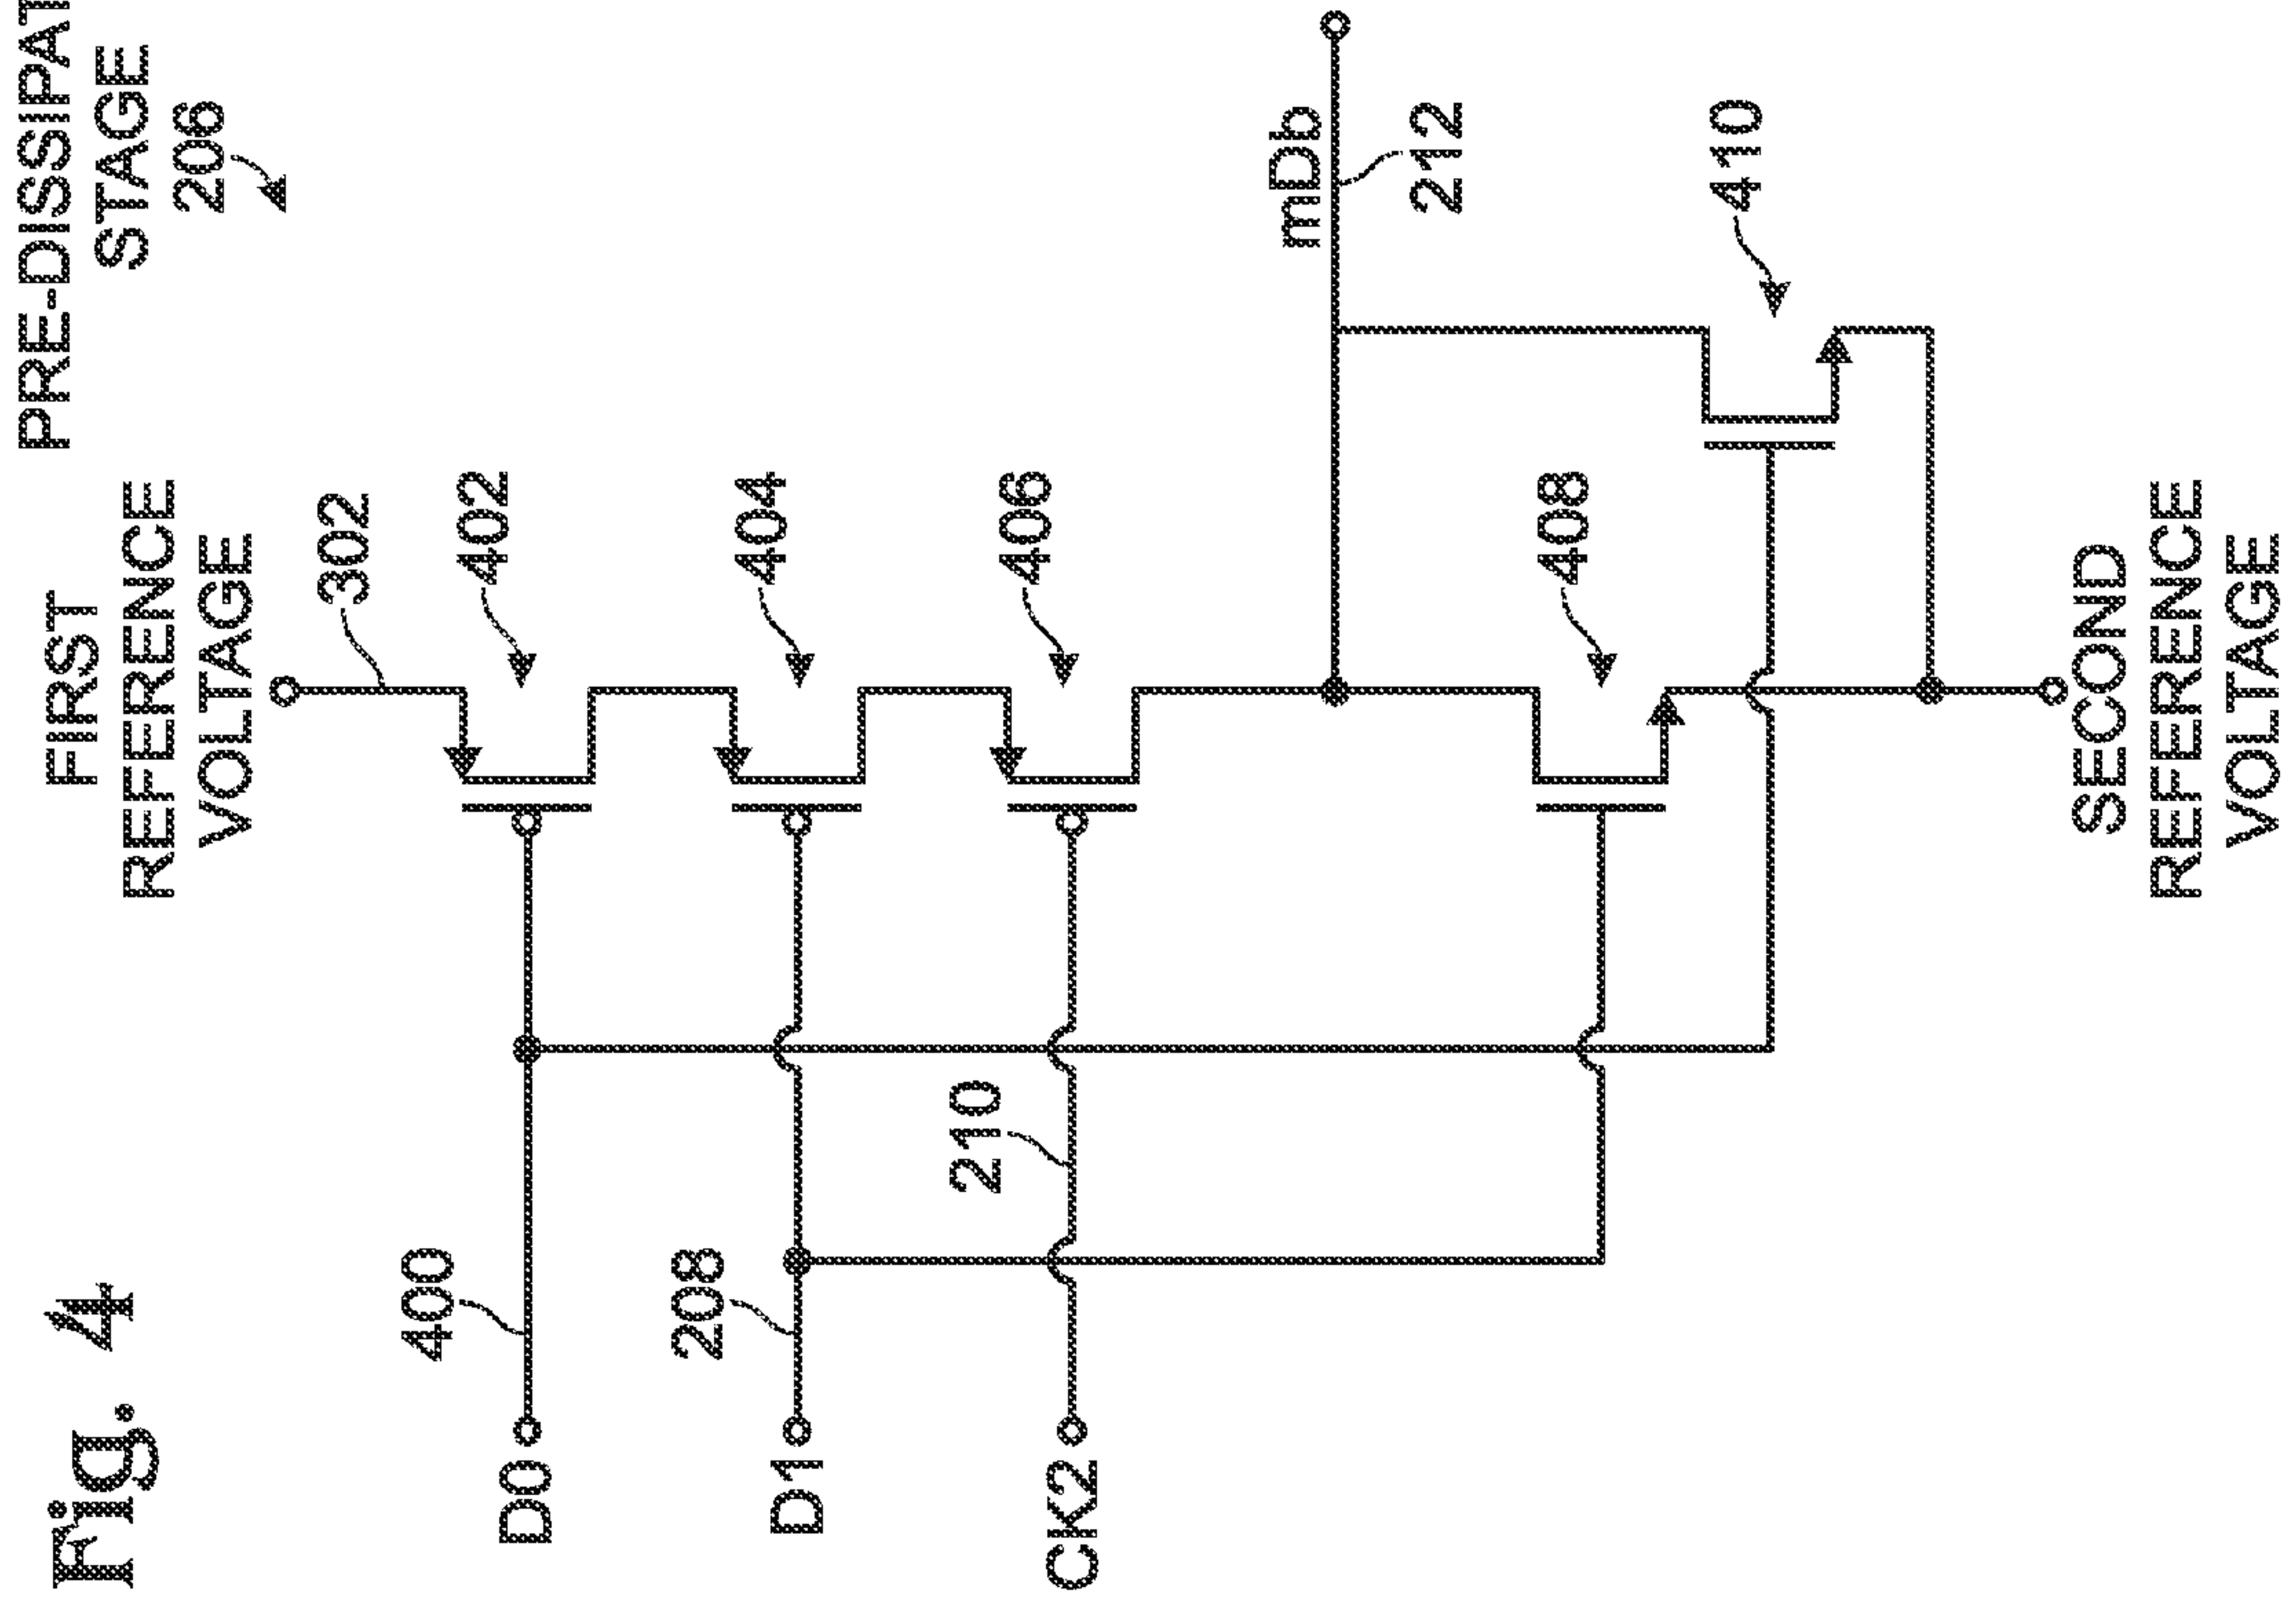 Fig. 4
PRE-DISSIPAT
STAGE
206
FIRST
REFERENCE
VOLTAGE
302
400
D0
402
208
D1
404
210
CK2
406
mDb
212
408
410
SECOND
REFERENCE
VOLTAGE